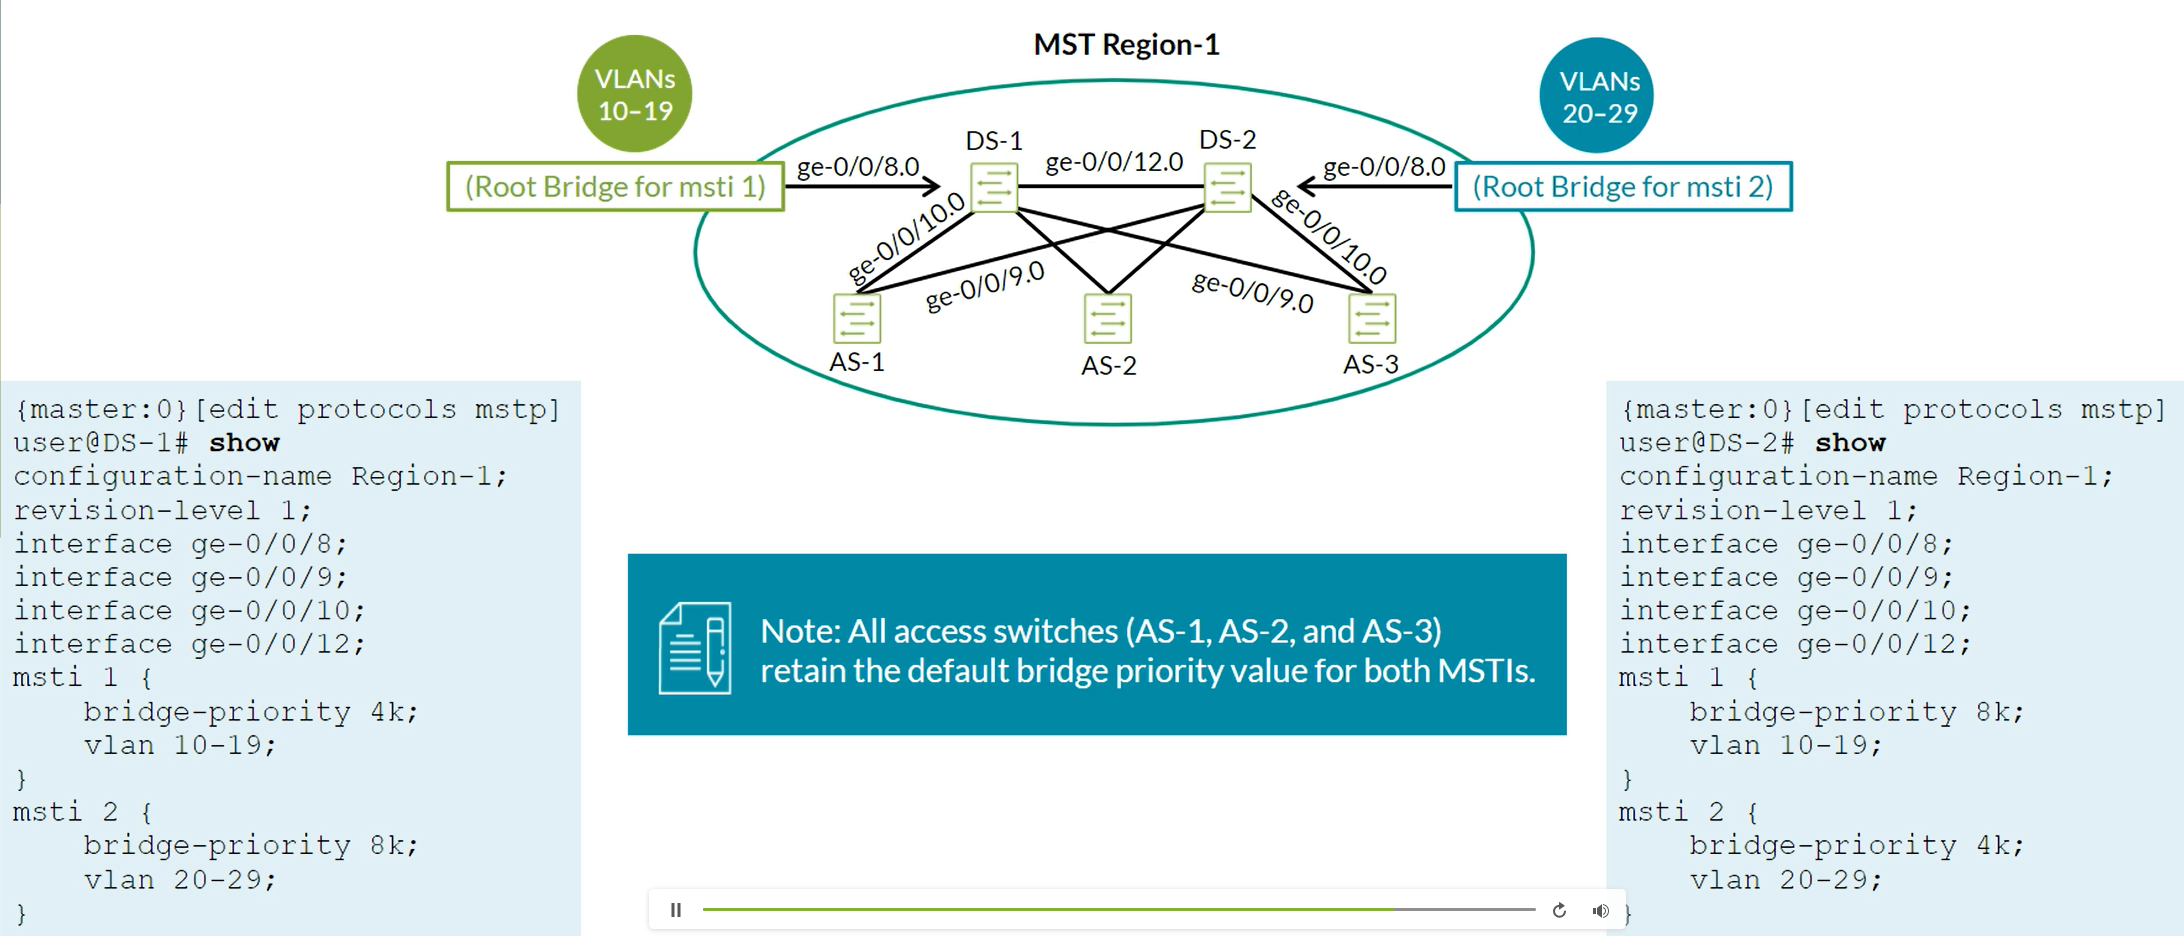 MST Region-1
VLANs
10–19
VLANs
20–29
(Root Bridge for msti 1)
ge-0/0/8.0
DS-1
ge-0/0/12.0
DS-2
ge-0/0/8.0
(Root Bridge for msti 2)
ge-0/0/10.0
ge-0/0/9.0
ge-0/0/9.0
ge-0/0/10.0
AS-1
AS-2
AS-3
{master:0}[edit protocols mstp]
user@DS-1# show
configuration-name Region-1;
revision-level 1;
interface ge-0/0/8;
interface ge-0/0/9;
interface ge-0/0/10;
interface ge-0/0/12;
msti 1 {
    bridge-priority 4k;
    vlan 10-19;
}
msti 2 {
    bridge-priority 8k;
    vlan 20-29;
}
Note: All access switches (AS-1, AS-2, and AS-3)
retain the default bridge priority value for both MSTIs.
{master:0}[edit protocols mstp]
user@DS-2# show
configuration-name Region-1;
revision-level 1;
interface ge-0/0/8;
interface ge-0/0/9;
interface ge-0/0/10;
interface ge-0/0/12;
msti 1 {
    bridge-priority 8k;
    vlan 10-19;
}
msti 2 {
    bridge-priority 4k;
    vlan 20-29;
}